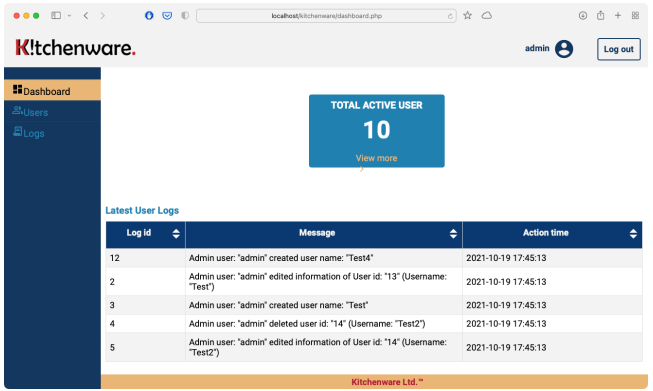 localhost/kitchenware/dashboard.php
K!tchenware.
admin
Log out
Dashboard
Users
Logs
TOTAL ACTIVE USER
10
View more
Latest User Logs
Log id Message Action time
12 Admin user: "admin" created user name: "Test4" 2021-10-19 17:45:13
2 Admin user: "admin" edited information of User id: "13" (Username: 2021-10-19 17:45:13
"Test")
3 Admin user: "admin" created user name: "Test" 2021-10-19 17:45:13
4 Admin user: "admin" deleted user id: "14" (Username: "Test2") 2021-10-19 17:45:13
5 Admin user: "admin" edited information of User id: "14" (Username: 2021-10-19 17:45:13
"Test2")
Kitchenware Ltd.™